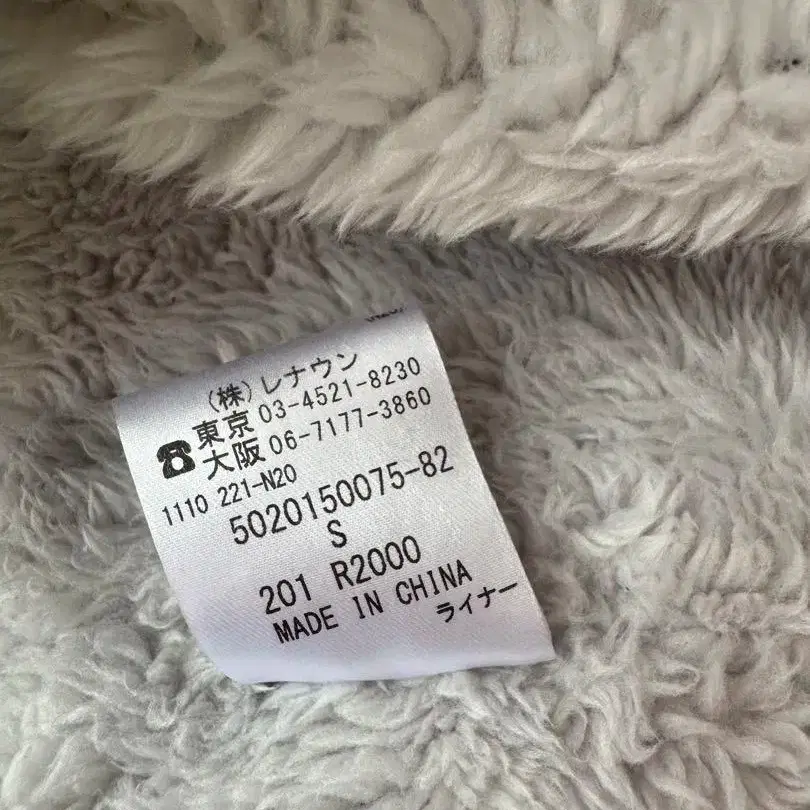 (株)レナウン
☎東京 03-4521-8230
大阪 06-7177-3860
1110 221-N20
5020150075-82
S
201 R2000
MADE IN CHINA
ライナー